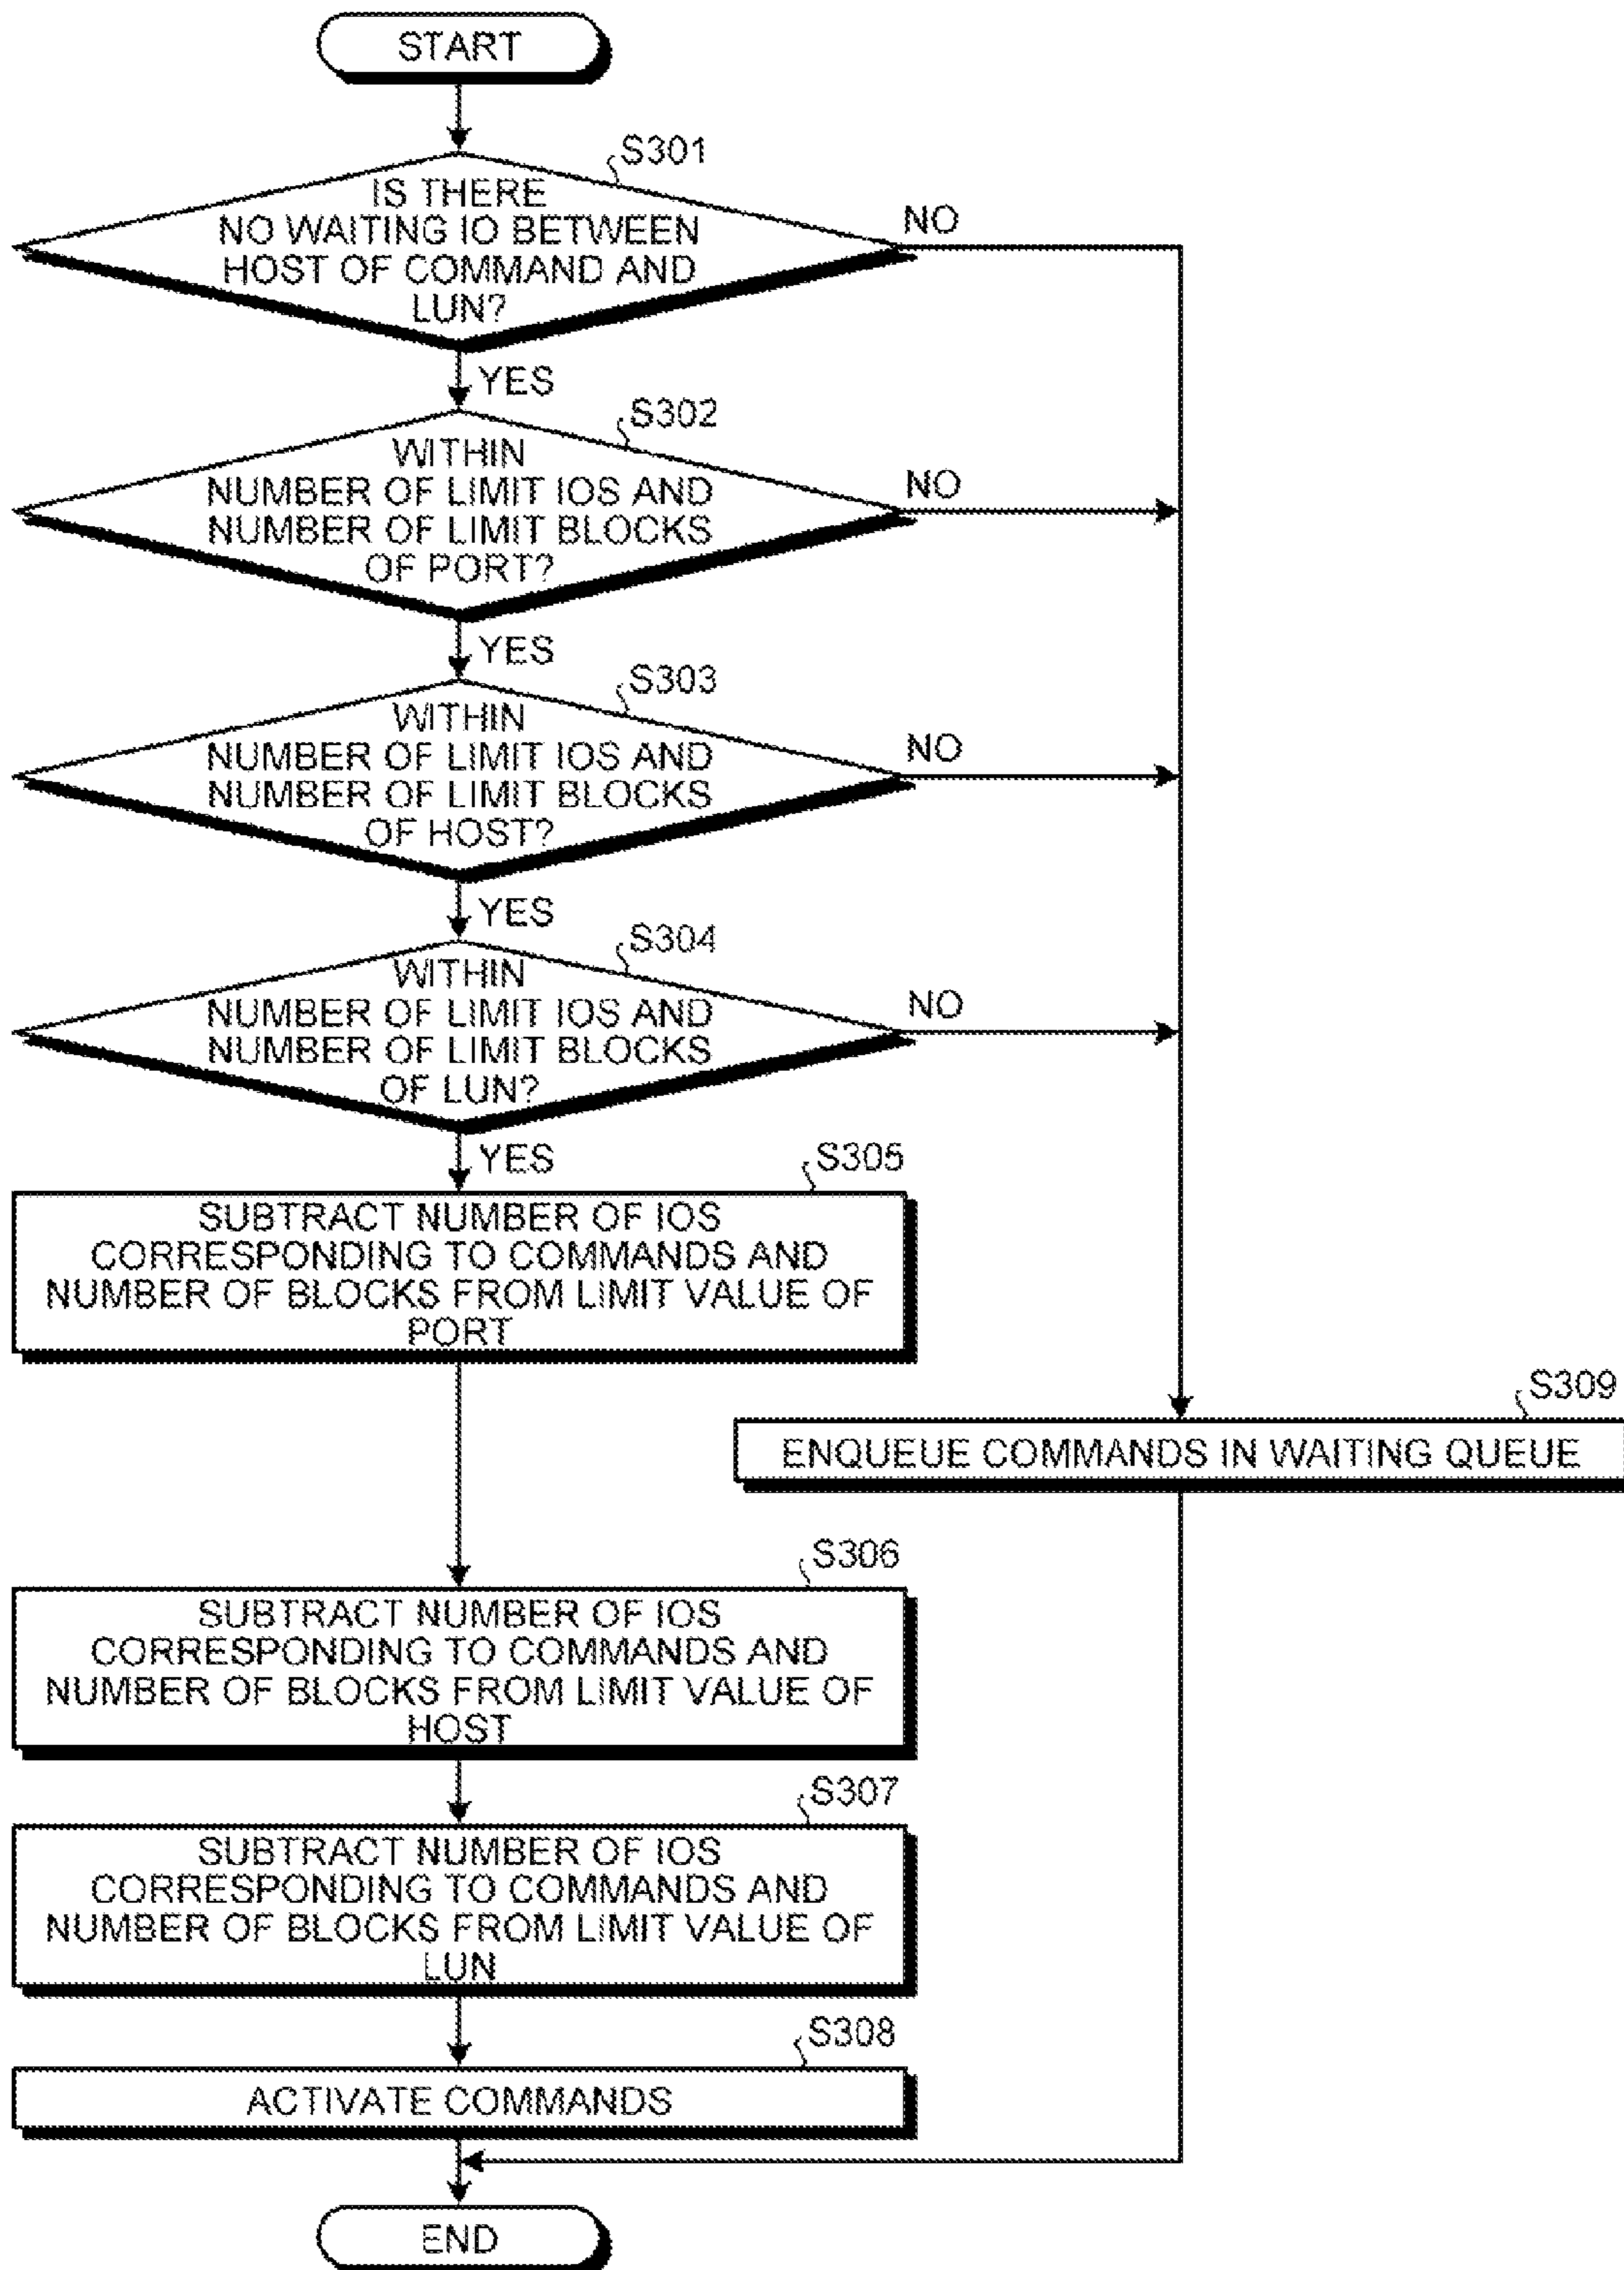 START
S301
IS THERE
NO WAITING IO BETWEEN
HOST OF COMMAND AND
LUN?
NO
YES
S302
WITHIN
NUMBER OF LIMIT IOS AND
NUMBER OF LIMIT BLOCKS
OF PORT?
NO
YES
S303
WITHIN
NUMBER OF LIMIT IOS AND
NUMBER OF LIMIT BLOCKS
OF HOST?
NO
YES
S304
WITHIN
NUMBER OF LIMIT IOS AND
NUMBER OF LIMIT BLOCKS
OF LUN?
NO
YES
S305
SUBTRACT NUMBER OF IOS
CORRESPONDING TO COMMANDS AND
NUMBER OF BLOCKS FROM LIMIT VALUE OF
PORT
S309
ENQUEUE COMMANDS IN WAITING QUEUE
S306
SUBTRACT NUMBER OF IOS
CORRESPONDING TO COMMANDS AND
NUMBER OF BLOCKS FROM LIMIT VALUE OF
HOST
S307
SUBTRACT NUMBER OF IOS
CORRESPONDING TO COMMANDS AND
NUMBER OF BLOCKS FROM LIMIT VALUE OF
LUN
S308
ACTIVATE COMMANDS
END